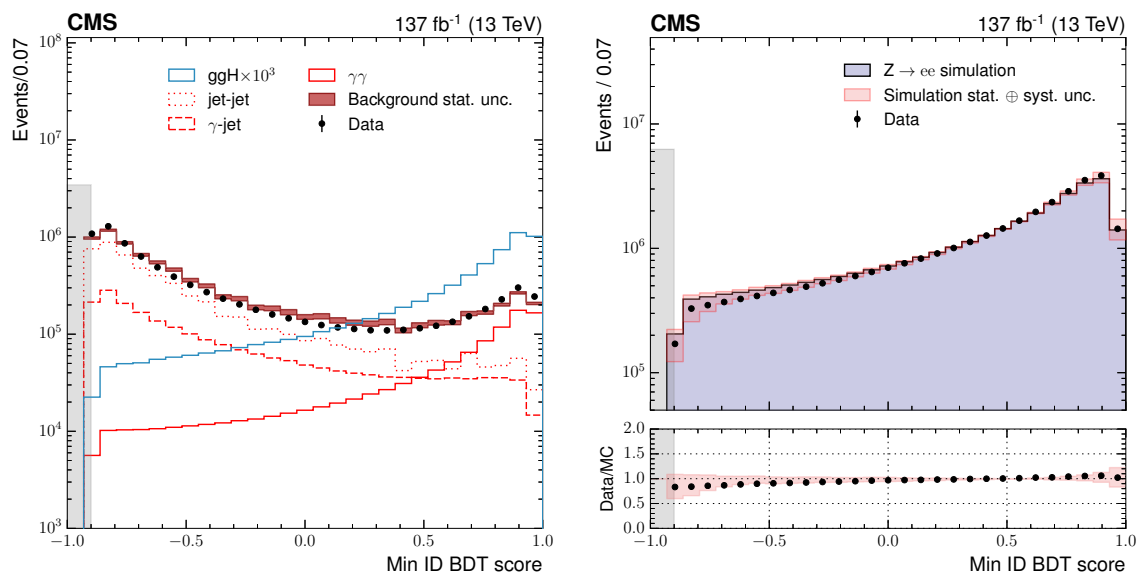 CMS 137 fb⁻¹ (13 TeV)
Events/0.07
10⁸
10⁷
10⁶
10⁵
10⁴
10³
ggH×10³
jet-jet
γ-jet
γγ
Background stat. unc.
Data
−1.0 −0.5 0.0 0.5 1.0
Min ID BDT score
CMS 137 fb⁻¹ (13 TeV)
Events / 0.07
10⁷
10⁶
10⁵
Z → ee simulation
Simulation stat. ⊕ syst. unc.
Data
Data/MC
2.0
1.5
1.0
0.5
0.0
−1.0 −0.5 0.0 0.5 1.0
Min ID BDT score